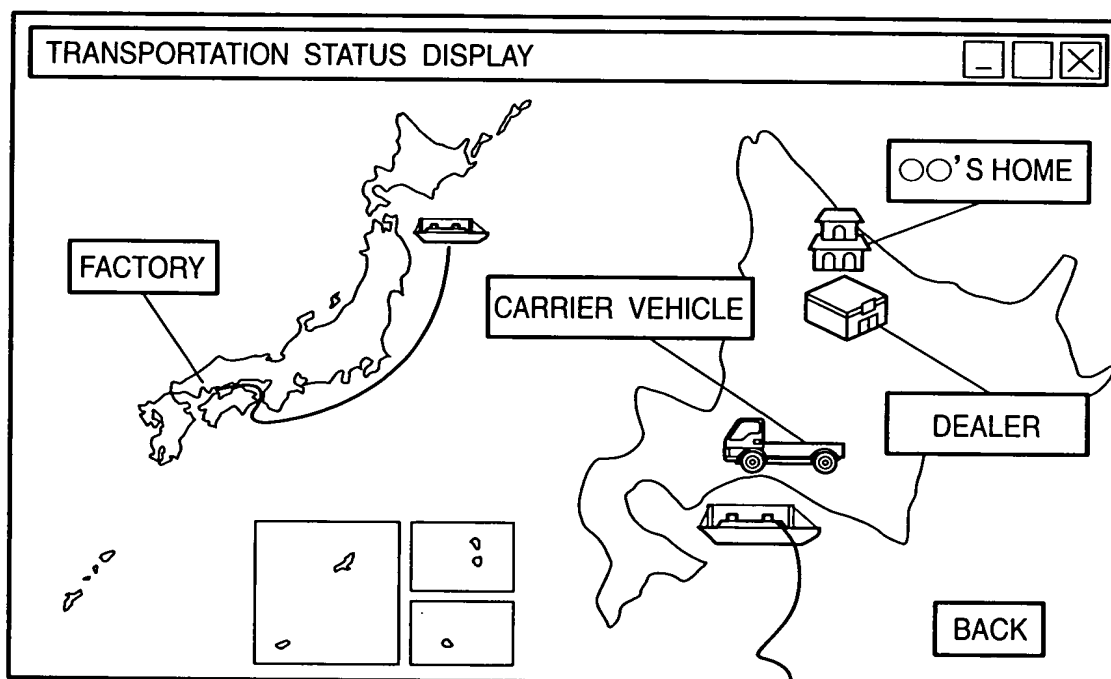 TRANSPORTATION STATUS DISPLAY
○○'S HOME
FACTORY
CARRIER VEHICLE
DEALER
BACK